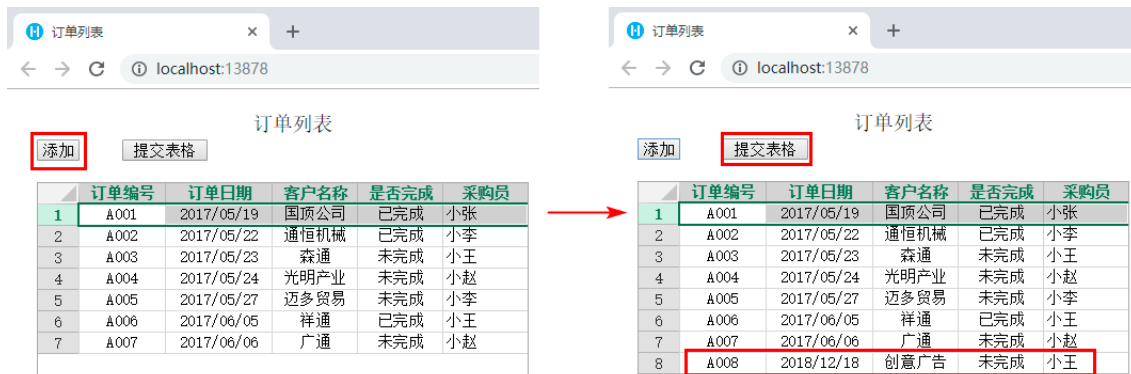 订单列表
localhost:13878
订单列表
添加 提交表格
订单编号 订单日期 客户名称 是否完成 采购员
1 A001 2017/05/19 国顶公司 已完成 小张
2 A002 2017/05/22 通恒机械 已完成 小李
3 A003 2017/05/23 森通 未完成 小王
4 A004 2017/05/24 光明产业 未完成 小赵
5 A005 2017/05/27 迈多贸易 未完成 小李
6 A006 2017/06/05 祥通 已完成 小王
7 A007 2017/06/06 广通 未完成 小赵
订单列表
localhost:13878
订单列表
添加 提交表格
订单编号 订单日期 客户名称 是否完成 采购员
1 A001 2017/05/19 国顶公司 已完成 小张
2 A002 2017/05/22 通恒机械 已完成 小李
3 A003 2017/05/23 森通 未完成 小王
4 A004 2017/05/24 光明产业 未完成 小赵
5 A005 2017/05/27 迈多贸易 未完成 小李
6 A006 2017/06/05 祥通 已完成 小王
7 A007 2017/06/06 广通 未完成 小赵
8 A008 2018/12/18 创意广告 未完成 小王